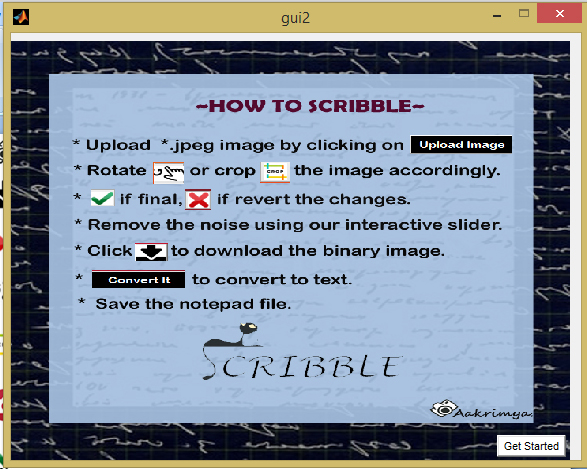 gui2
~HOW TO SCRIBBLE~
* Upload *.jpeg image by clicking on Upload Image
* Rotate or crop CROP the image accordingly.
* if final, if revert the changes.
* Remove the noise using our interactive slider.
* Click to download the binary image.
* Convert It to convert to text.
* Save the notepad file.
SCRIBBLE
Aakrimya.
Get Started